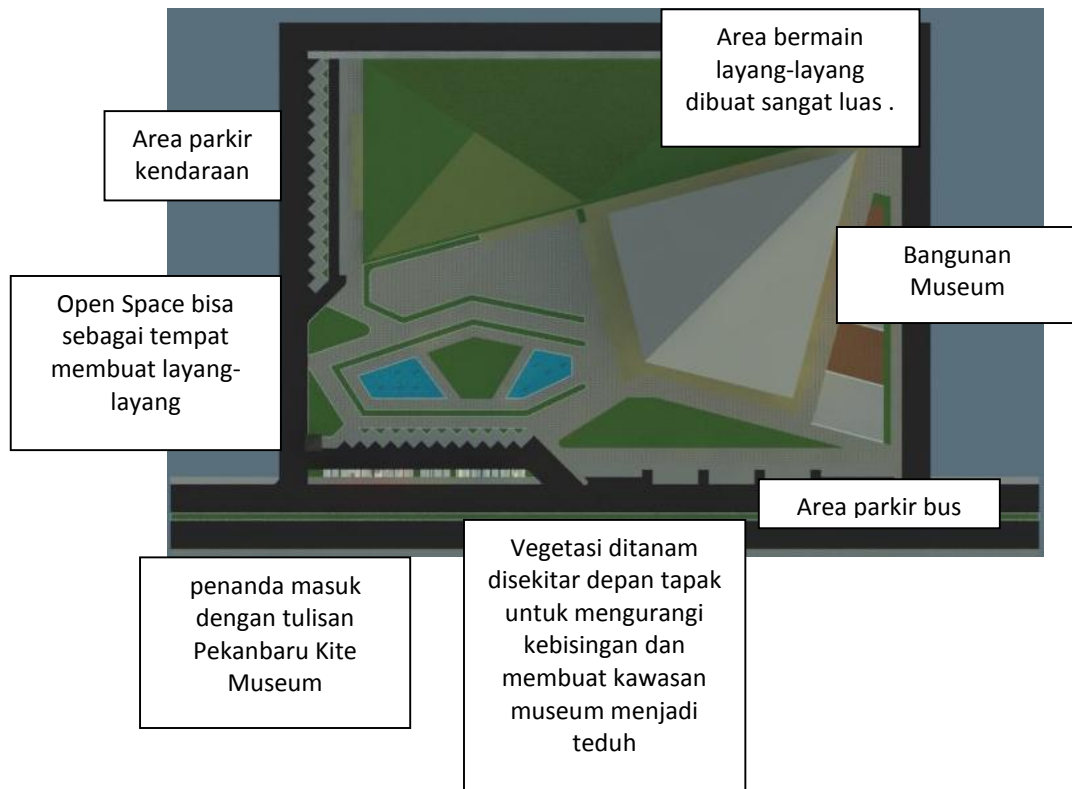 Area bermain
layang-layang
dibuat sangat luas .
Area parkir
kendaraan
Bangunan
Museum
Open Space bisa
sebagai tempat
membuat layang-
layang
Area parkir bus
Vegetasi ditanam
disekitar depan tapak
untuk mengurangi
kebisingan dan
membuat kawasan
museum menjadi
teduh
penanda masuk
dengan tulisan
Pekanbaru Kite
Museum